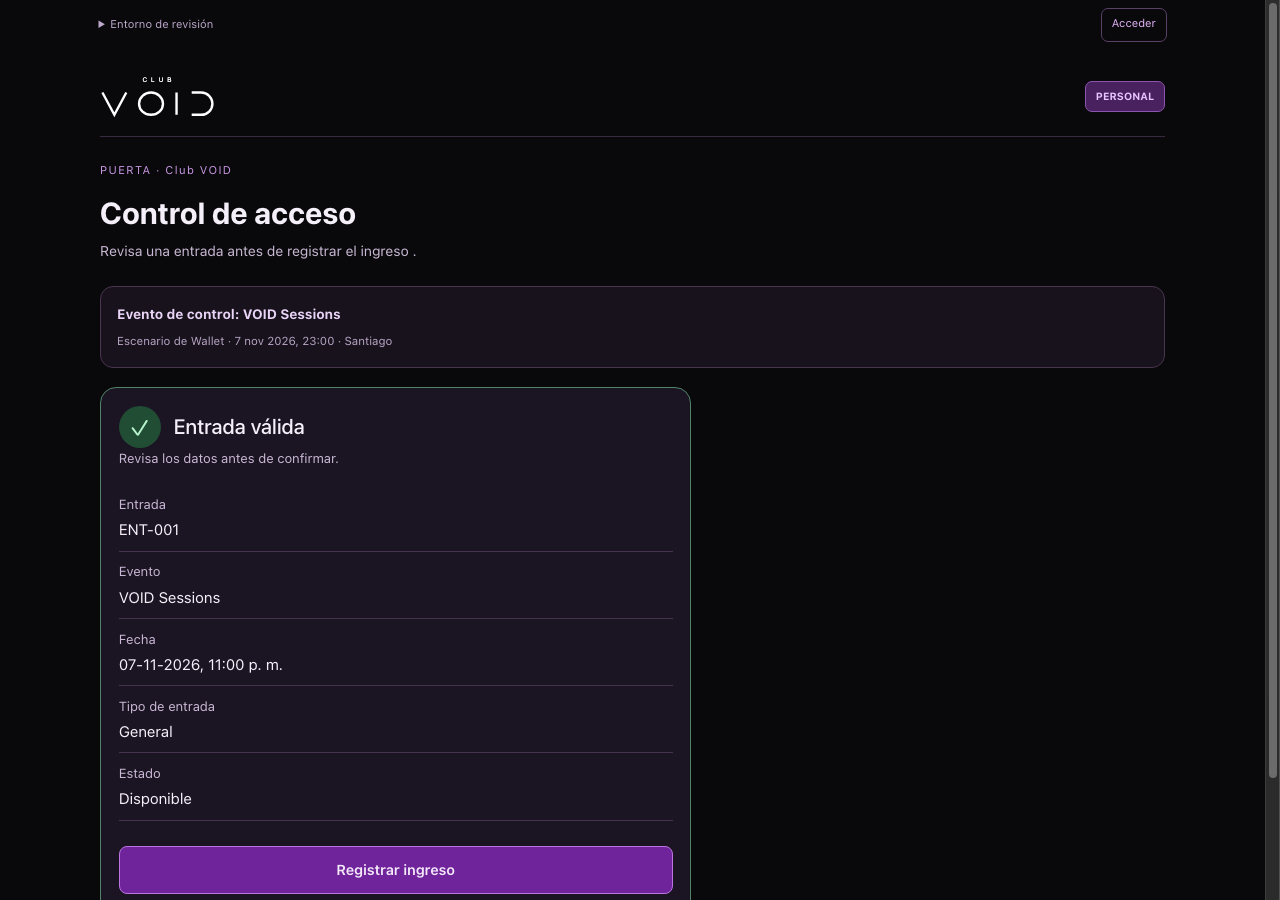 Entorno de revisión
Acceder
CLUB
VOID
PERSONAL
PUERTA · Club VOID
Control de acceso
Revisa una entrada antes de registrar el ingreso .
Evento de control: VOID Sessions
Escenario de Wallet · 7 nov 2026, 23:00 · Santiago
Entrada válida
Revisa los datos antes de confirmar.
Entrada
ENT-001
Evento
VOID Sessions
Fecha
07-11-2026, 11:00 p. m.
Tipo de entrada
General
Estado
Disponible
Registrar ingreso